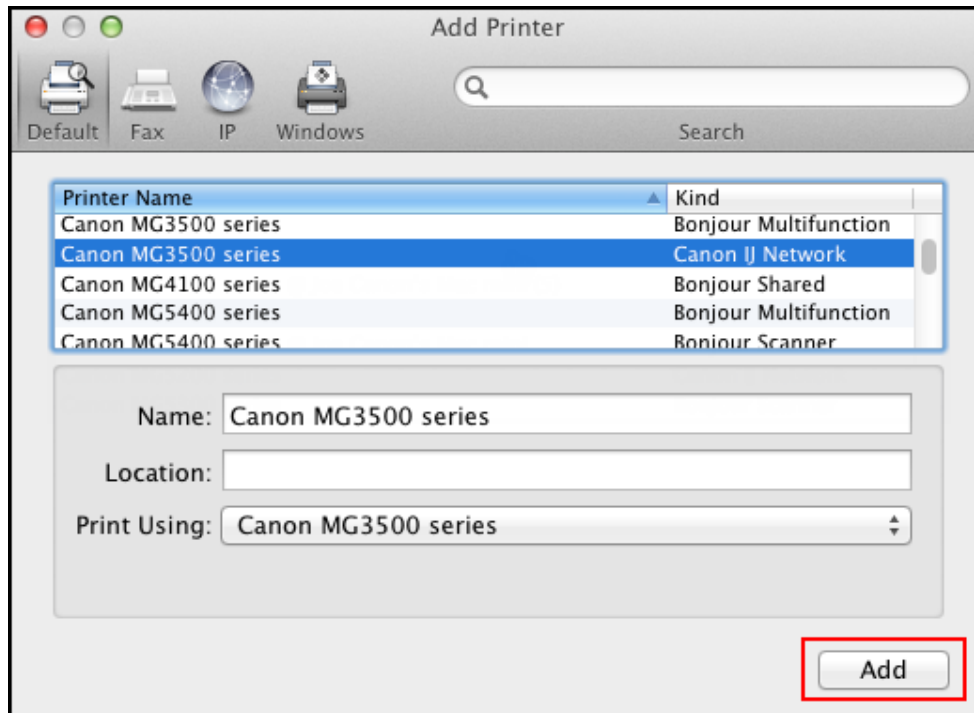 Add Printer
Default Fax IP Windows Search
Printer Name Kind
Canon MG3500 series Bonjour Multifunction
Canon MG3500 series Canon IJ Network
Canon MG4100 series Bonjour Shared
Canon MG5400 series Bonjour Multifunction
Canon MG5400 series Bonjour Scanner
Name: Canon MG3500 series
Location:
Print Using: Canon MG3500 series
Add